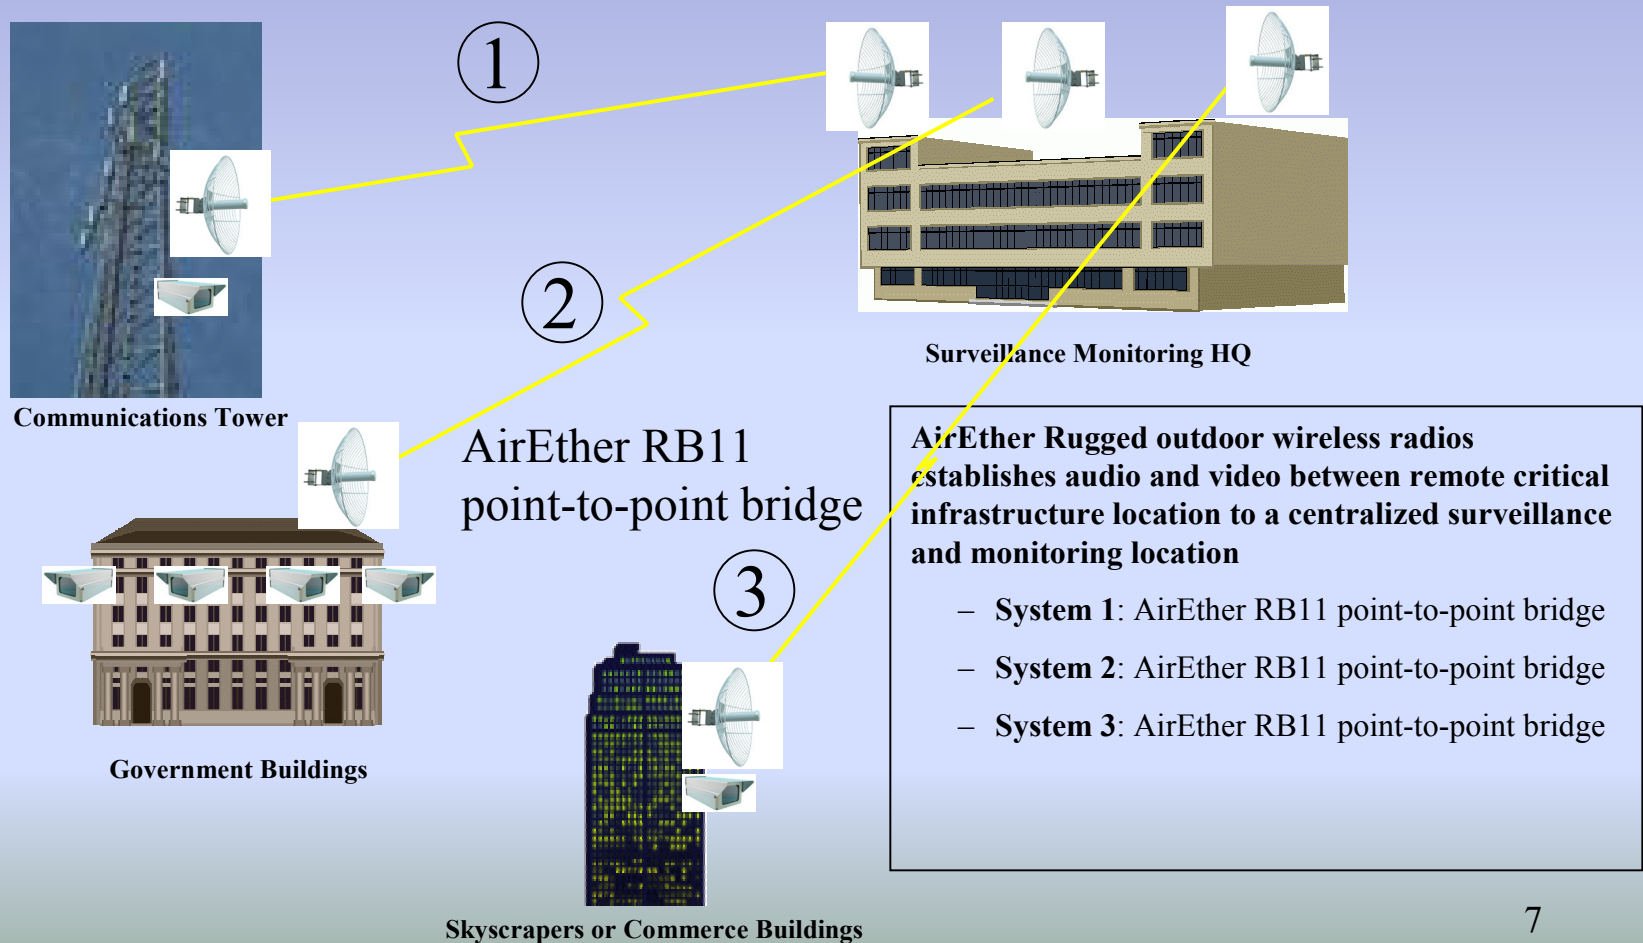 1
2
3
Communications Tower
Surveillance Monitoring HQ
AirEther RB11
point-to-point bridge
Government Buildings
Skyscrapers or Commerce Buildings
AirEther Rugged outdoor wireless radios
establishes audio and video between remote critical
infrastructure location to a centralized surveillance
and monitoring location
– System 1: AirEther RB11 point-to-point bridge
– System 2: AirEther RB11 point-to-point bridge
– System 3: AirEther RB11 point-to-point bridge
7